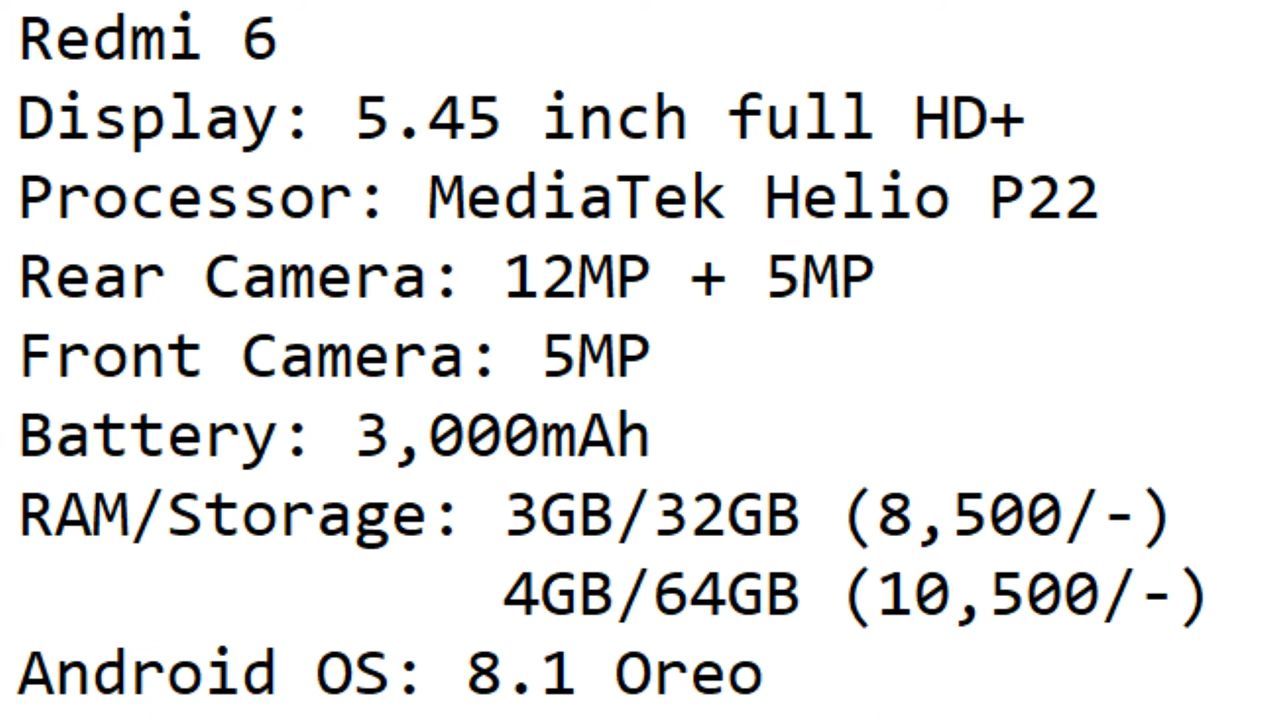 Redmi 6
Display: 5.45 inch full HD+
Processor: MediaTek Helio P22
Rear Camera: 12MP + 5MP
Front Camera: 5MP
Battery: 3,000mAh
RAM/Storage: 3GB/32GB (8,500/-)
4GB/64GB (10,500/-)
Android OS: 8.1 Oreo